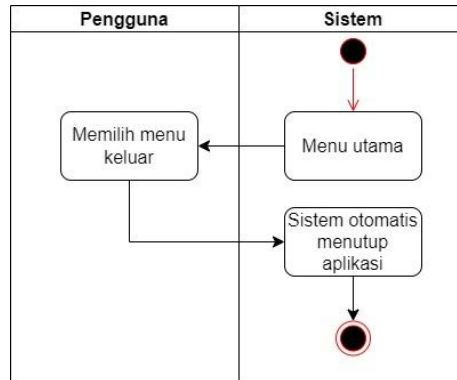 Pengguna
Sistem
Memilih menu
keluar
Menu utama
Sistem otomatis
menutup
aplikasi